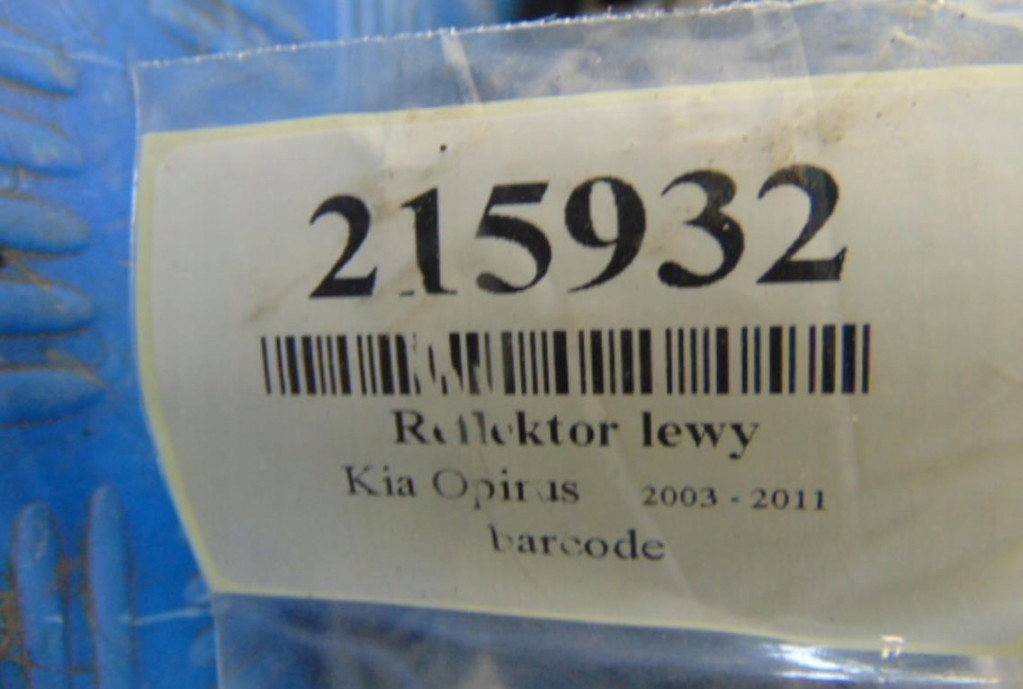 215932
Reflektor lewy
Kia Opirus 2003 - 2011
barcode